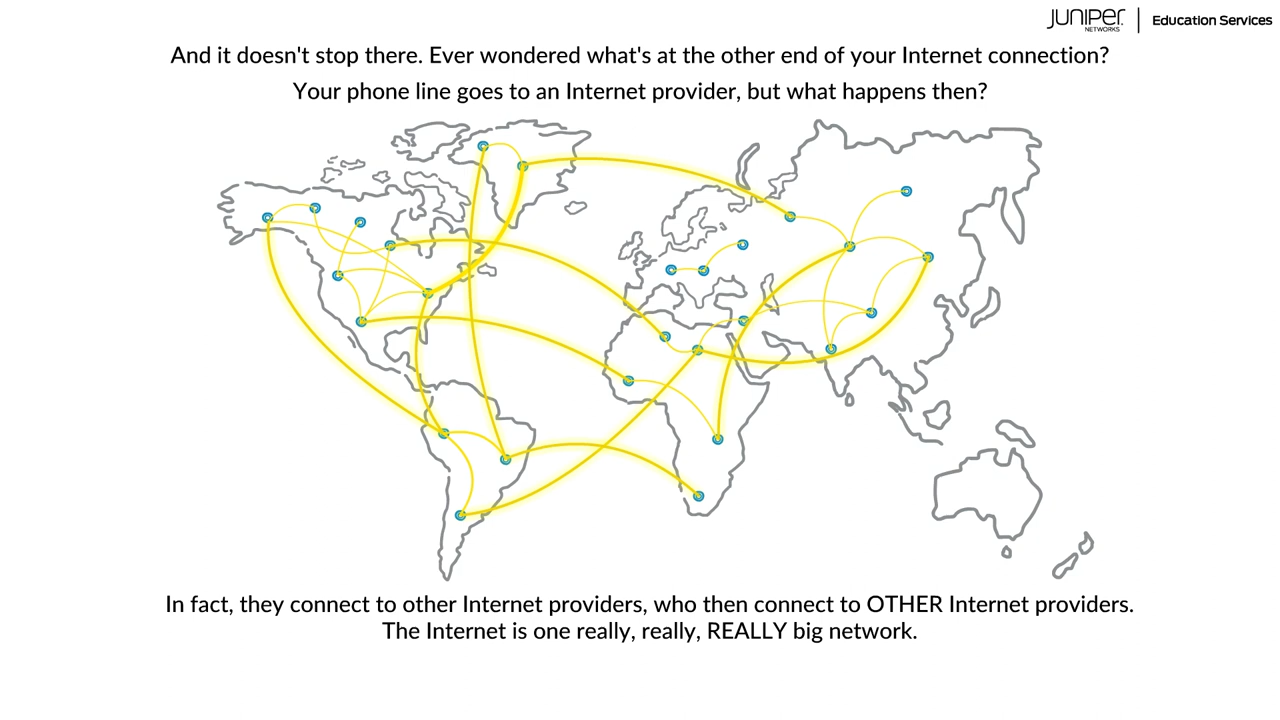 JUNIPER NETWORKS | Education Services
And it doesn't stop there. Ever wondered what's at the other end of your Internet connection?
Your phone line goes to an Internet provider, but what happens then?
In fact, they connect to other Internet providers, who then connect to OTHER Internet providers.
The Internet is one really, really, REALLY big network.